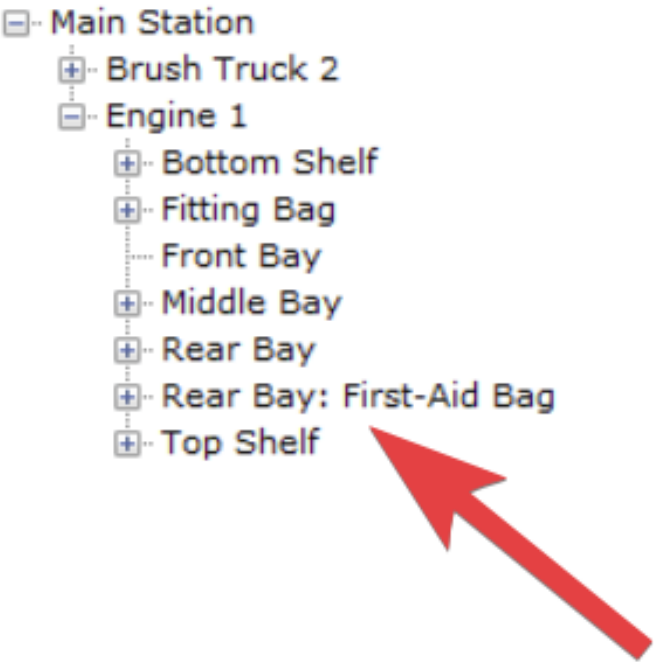 Main Station
Brush Truck 2
Engine 1
Bottom Shelf
Fitting Bag
Front Bay
Middle Bay
Rear Bay
Rear Bay: First-Aid Bag
Top Shelf